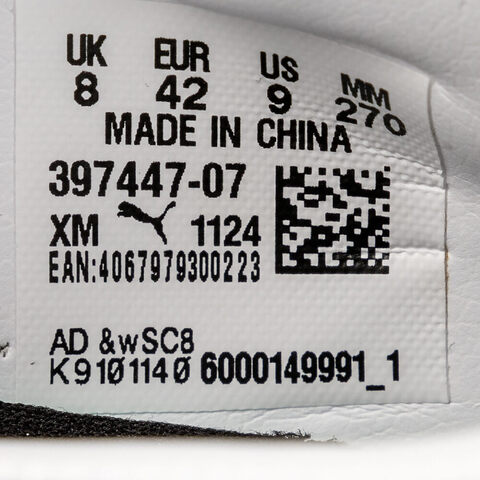 UK EUR US MM
8 42 9 270
MADE IN CHINA
397447-07
XM 1124
EAN:4067979300223
AD &wSC8
K9101140 6000149991_1